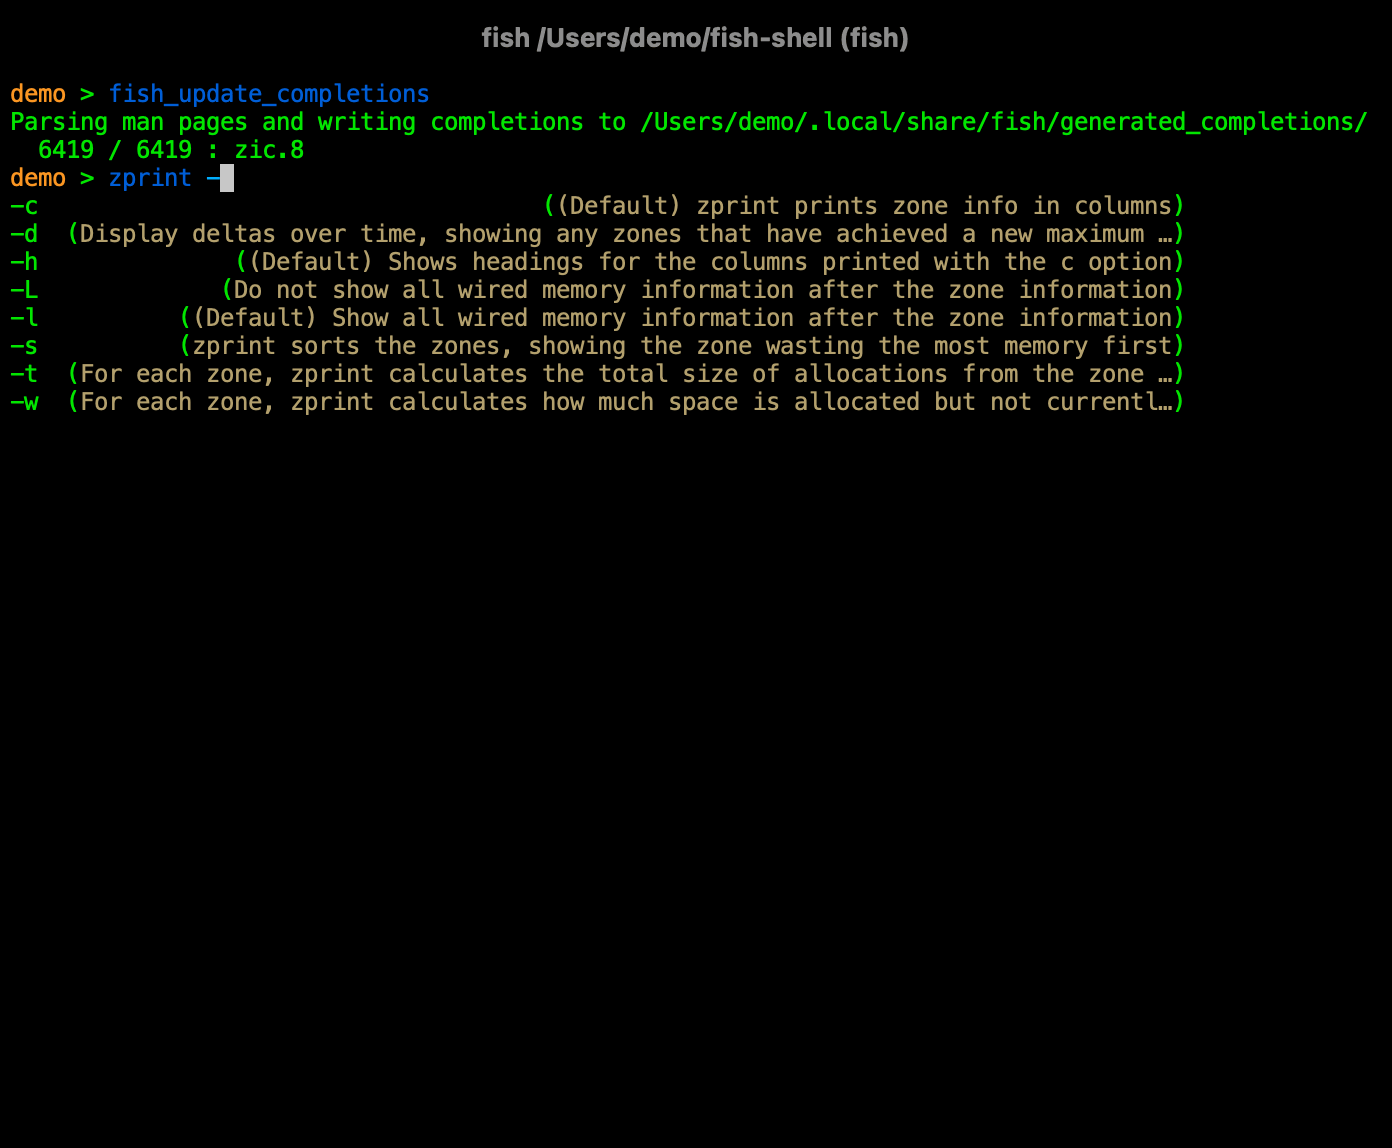 fish /Users/demo/fish-shell (fish)
demo > fish_update_completions
Parsing man pages and writing completions to /Users/demo/.local/share/fish/generated_completions/
  6419 / 6419 : zic.8
demo > zprint -
-c                                    ((Default) zprint prints zone info in columns)
-d  (Display deltas over time, showing any zones that have achieved a new maximum …)
-h              ((Default) Shows headings for the columns printed with the c option)
-L             (Do not show all wired memory information after the zone information)
-l          ((Default) Show all wired memory information after the zone information)
-s          (zprint sorts the zones, showing the zone wasting the most memory first)
-t  (For each zone, zprint calculates the total size of allocations from the zone …)
-w  (For each zone, zprint calculates how much space is allocated but not currentl…)